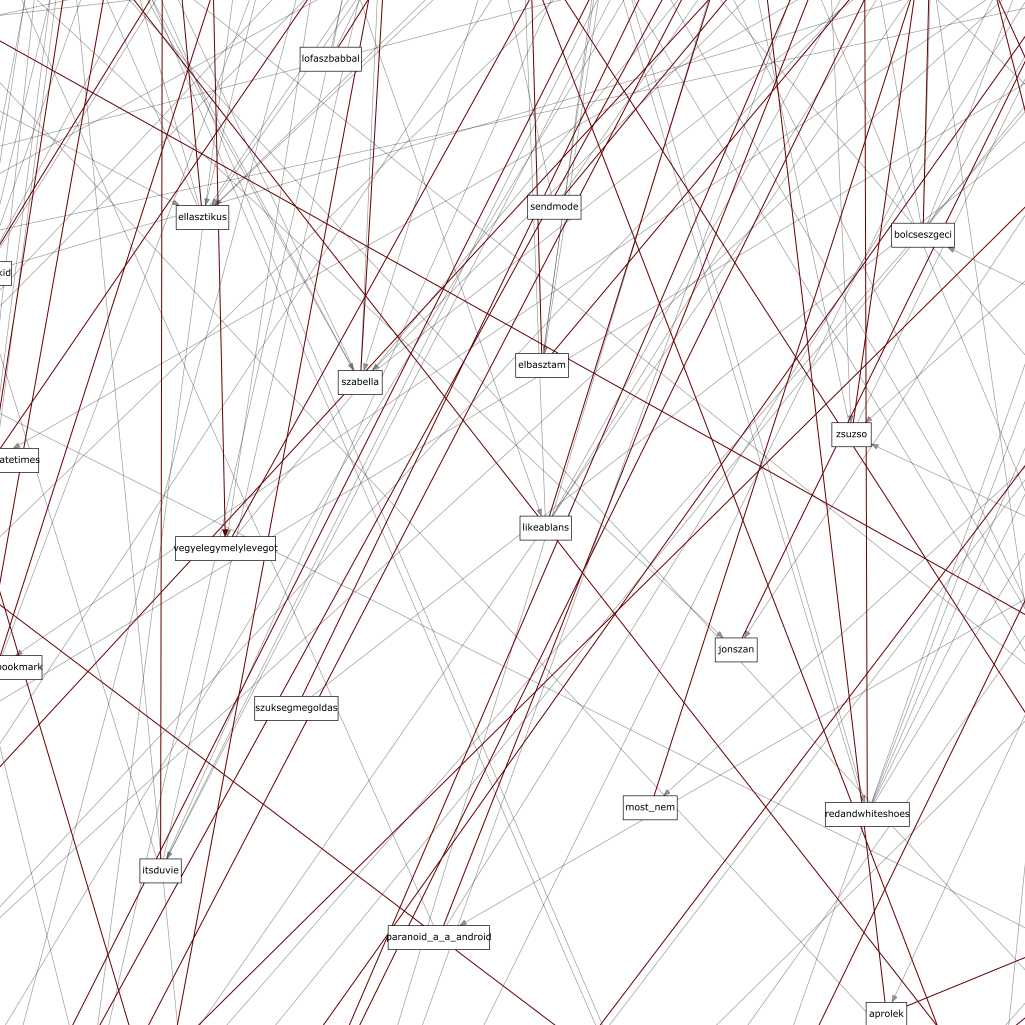 lofaszbabbal
sendmode
ellasztikus
bolcseszgeci
kid
elbasztam
szabella
zsuzso
atetimes
likeablans
vegyelegymelylevegot
jonszan
bookmark
szuksegmegoldas
most_nem
redandwhiteshoes
itsduvie
paranoid_a_a_android
aprolek